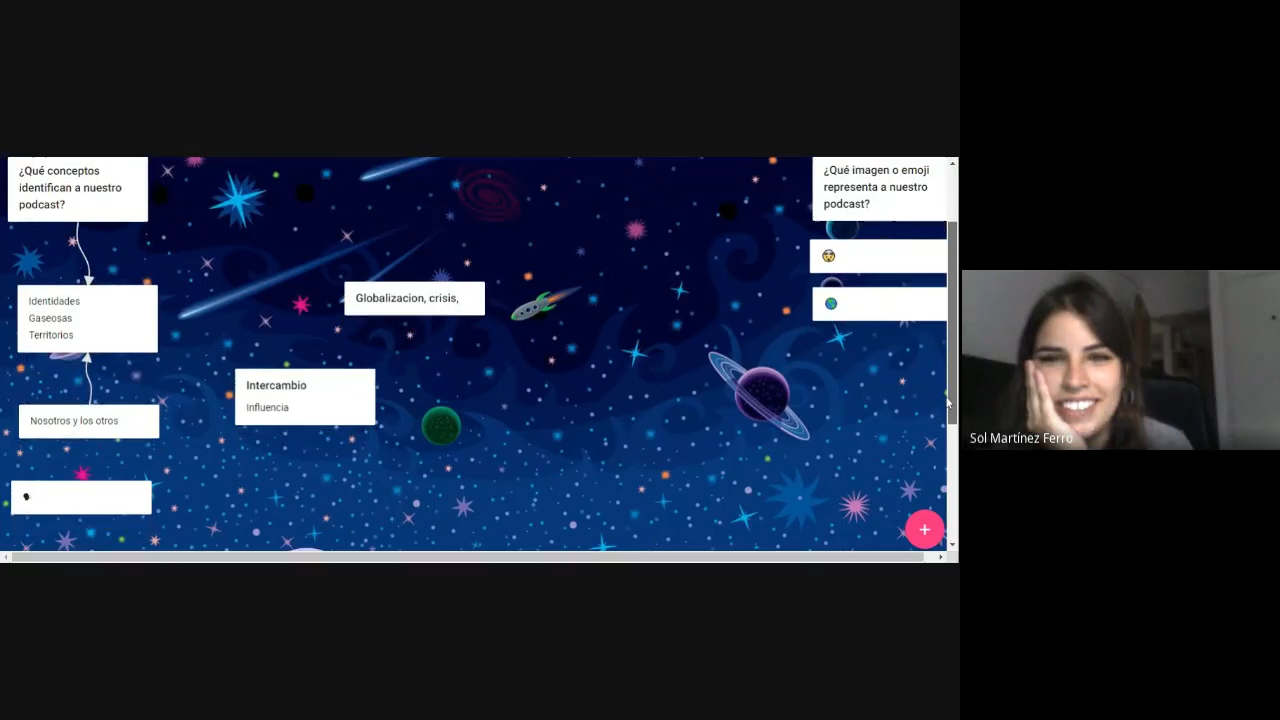 ¿Qué conceptos
identifican a nuestro
podcast?
¿Qué imagen o emoji
representa a nuestro
podcast?
Identidades
Gaseosas
Territorios
Globalizacion, crisis,
Intercambio
Influencia
Nosotros y los otros
Sol Martínez Ferro